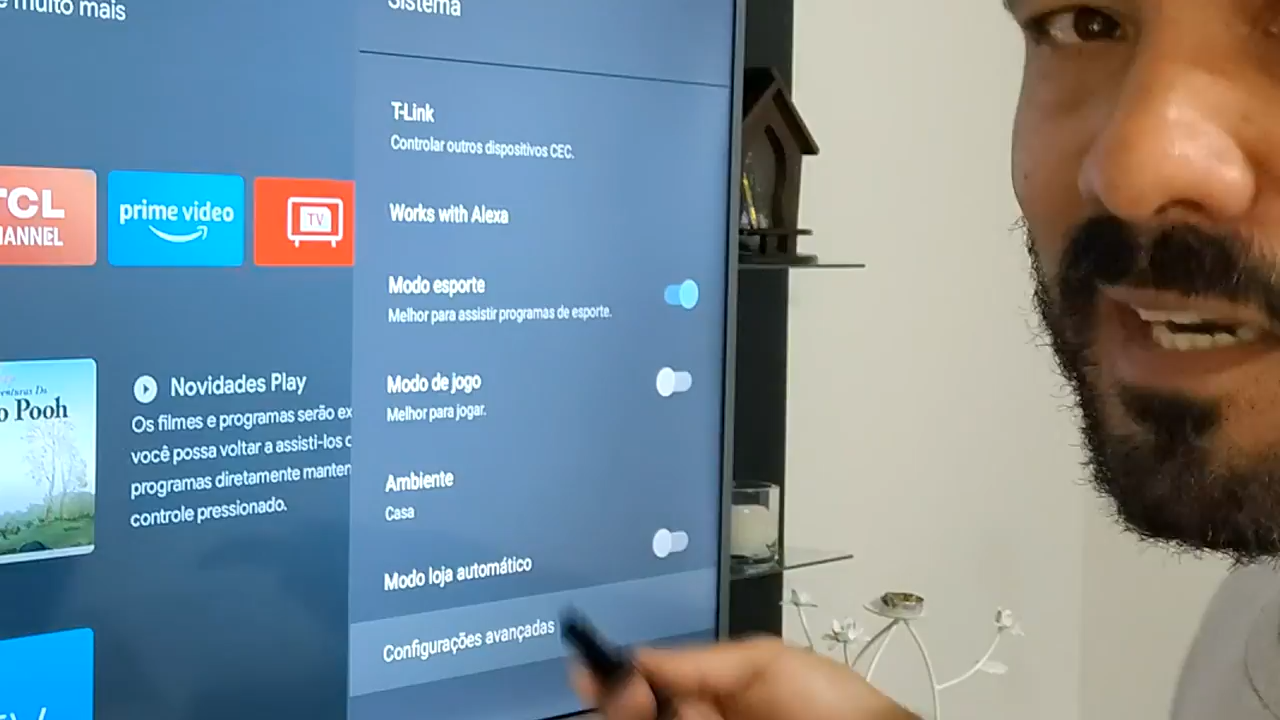 e muito mais
Sistema
T-Link
Controlar outros dispositivos CEC.
Works with Alexa
Modo esporte
Melhor para assistir programas de esporte.
Modo de jogo
Melhor para jogar.
Ambiente
Casa
Modo loja automático
Configurações avançadas
TCL
CHANNEL
prime video
TV
o Pooh
Novidades Play
Os filmes e programas serão ex
você possa voltar a assisti-los
programas diretamente manten
controle pressionado.